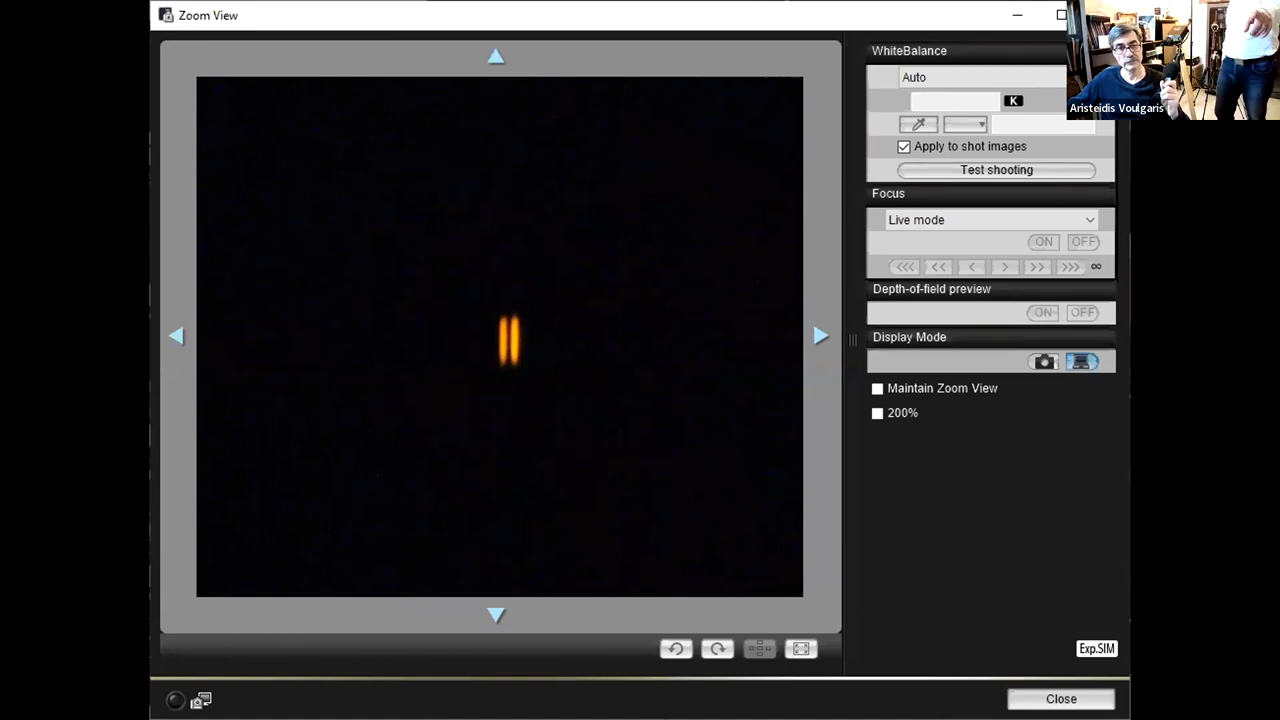 Zoom View
WhiteBalance
Auto
K
Apply to shot images
Test shooting
Focus
Live mode
ON OFF
<<< << < > >> >>> ∞
Depth-of-field preview
ON OFF
Display Mode
Maintain Zoom View
200%
Exp.SIM
Close
Aristeidis Voulgaris